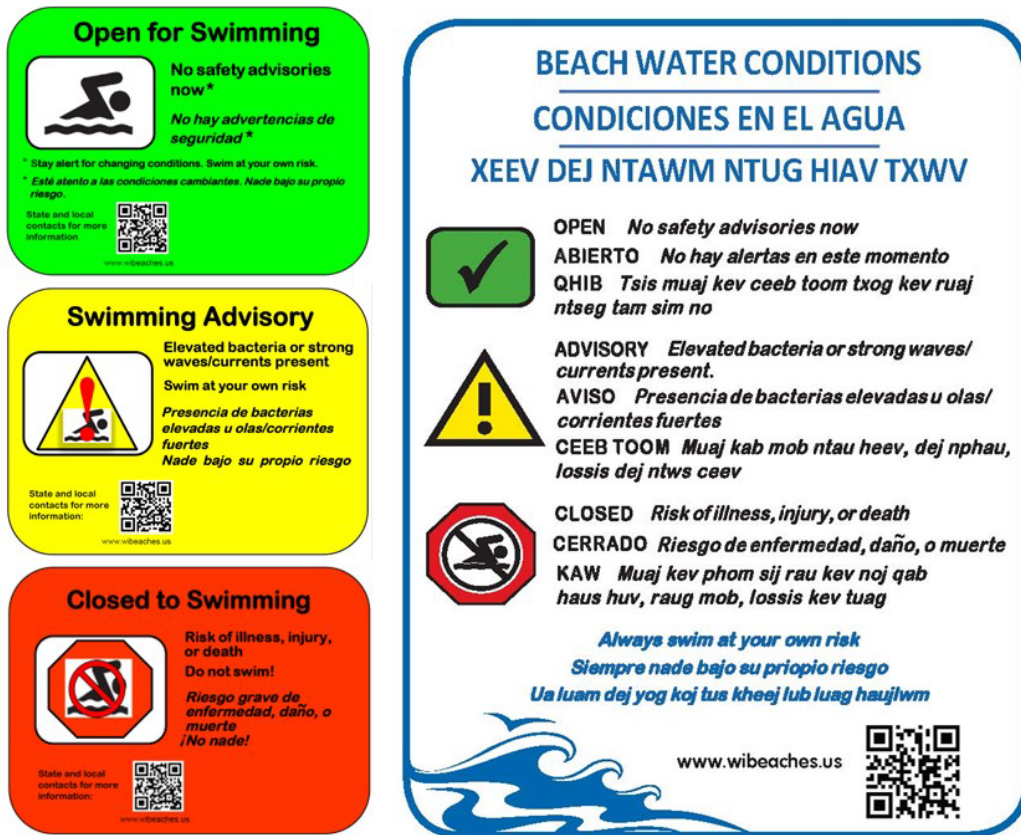 Open for Swimming
No safety advisories
now*
No hay advertencias de
seguridad *
* Stay alert for changing conditions. Swim at your own risk.
* Esté atento a las condiciones cambiantes. Nade bajo su propio
riesgo.
State and local
contacts for more
information
www.wibeaches.us
Swimming Advisory
Elevated bacteria or strong
waves/currents present
Swim at your own risk
Presencia de bacterias
elevadas u olas/corrientes
fuertes
Nade bajo su propio riesgo
State and local
contacts for more
information:
www.wibeaches.us
Closed to Swimming
Risk of illness, injury,
or death
Do not swim!
Riesgo grave de
enfermedad, daño, o
muerte
¡No nade!
State and local
contacts for more
information:
www.wibeaches.us
BEACH WATER CONDITIONS
CONDICIONES EN EL AGUA
XEEV DEJ NTAWM NTUG HIAV TXWV
OPEN No safety advisories now
ABIERTO No hay alertas en este momento
QHIB Tsis muaj kev ceeb toom txog kev ruaj
ntseg tam sim no
ADVISORY Elevated bacteria or strong waves/
currents present.
AVISO Presencia de bacterias elevadas u olas/
corrientes fuertes
CEEB TOOM Muaj kab mob ntau heev, dej nphau,
lossis dej ntws ceev
CLOSED Risk of illness, injury, or death
CERRADO Riesgo de enfermedad, daño, o muerte
KAW Muaj kev phom sij rau kev noj qab
haus huv, raug mob, lossis kev tuag
Always swim at your own risk
Siempre nade bajo su priopio riesgo
Ua luam dej yog koj tus kheej lub luag haujlwm
www.wibeaches.us